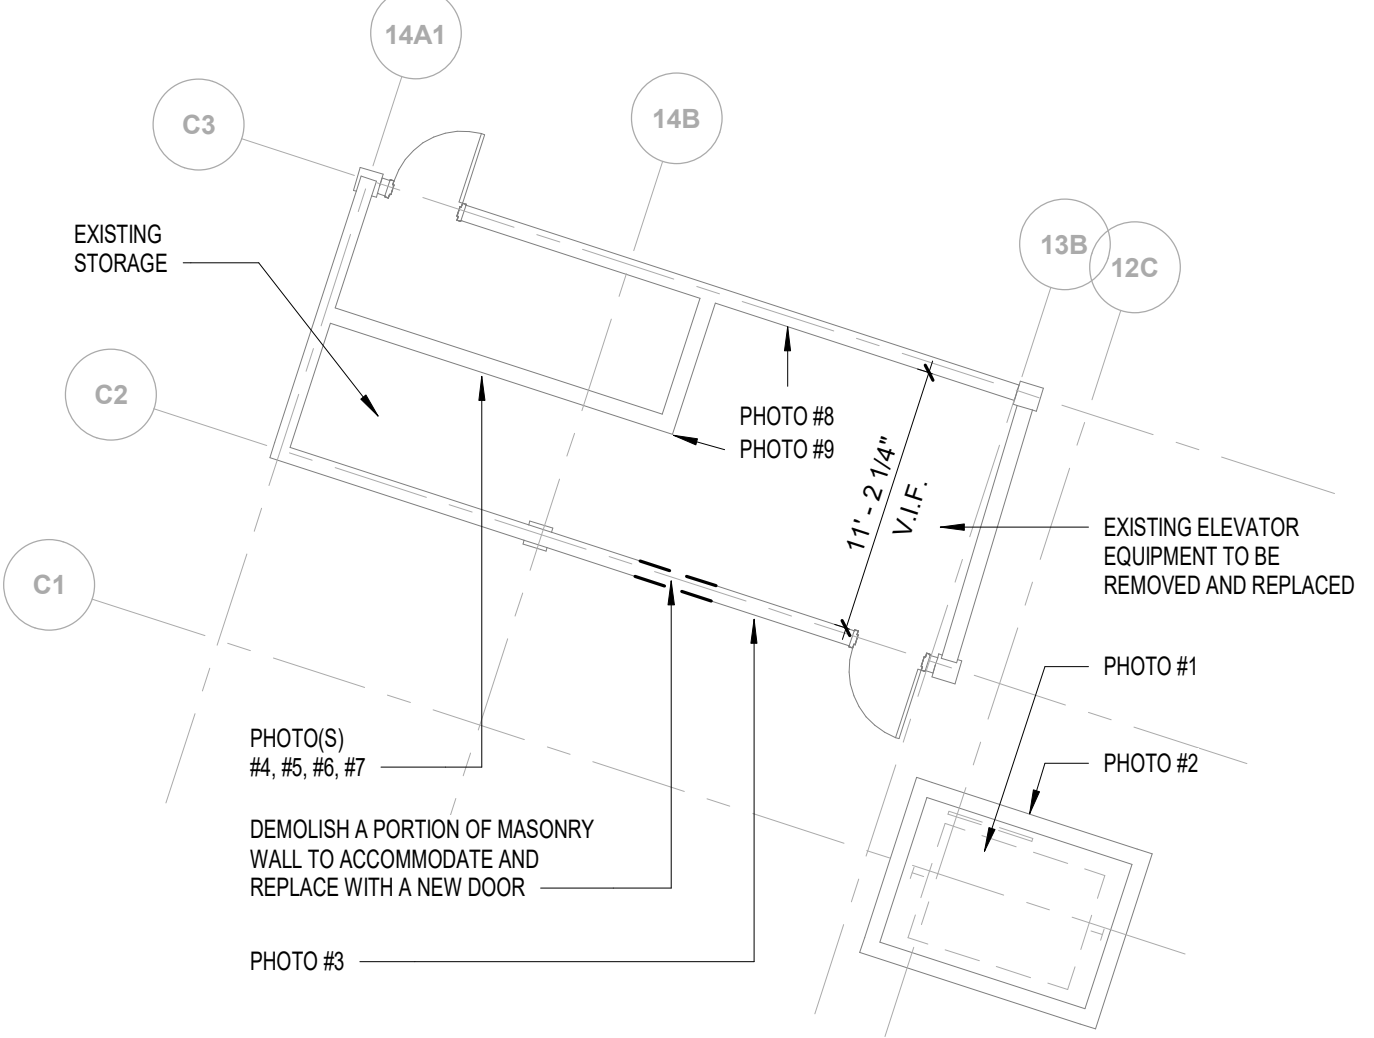 14A1
C3
14B
EXISTING
STORAGE
13B
12C
C2
PHOTO #8
PHOTO #9
11' - 2 1/4"
V.I.F.
EXISTING ELEVATOR
EQUIPMENT TO BE
REMOVED AND REPLACED
C1
PHOTO #1
PHOTO(S)
#4, #5, #6, #7
PHOTO #2
DEMOLISH A PORTION OF MASONRY
WALL TO ACCOMMODATE AND
REPLACE WITH A NEW DOOR
PHOTO #3